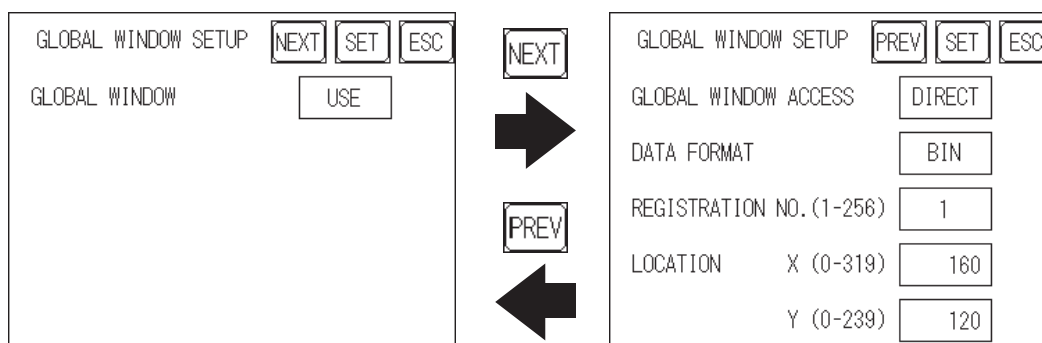 GLOBAL WINDOW SETUP NEXT SET ESC
GLOBAL WINDOW USE
NEXT
PREV
GLOBAL WINDOW SETUP PREV SET ESC
GLOBAL WINDOW ACCESS DIRECT
DATA FORMAT BIN
REGISTRATION NO.(1-256) 1
LOCATION X (0-319) 160
Y (0-239) 120